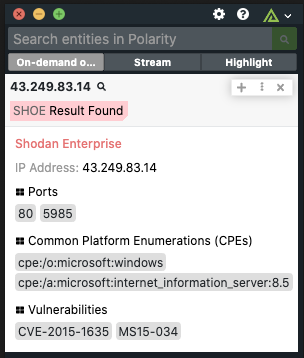 Search entities in Polarity
On-demand o... Stream Highlight
43.249.83.14
SHOE Result Found
Shodan Enterprise
IP Address: 43.249.83.14
Ports
80 5985
Common Platform Enumerations (CPEs)
cpe:/o:microsoft:windows
cpe:/a:microsoft:internet_information_server:8.5
Vulnerabilities
CVE-2015-1635 MS15-034